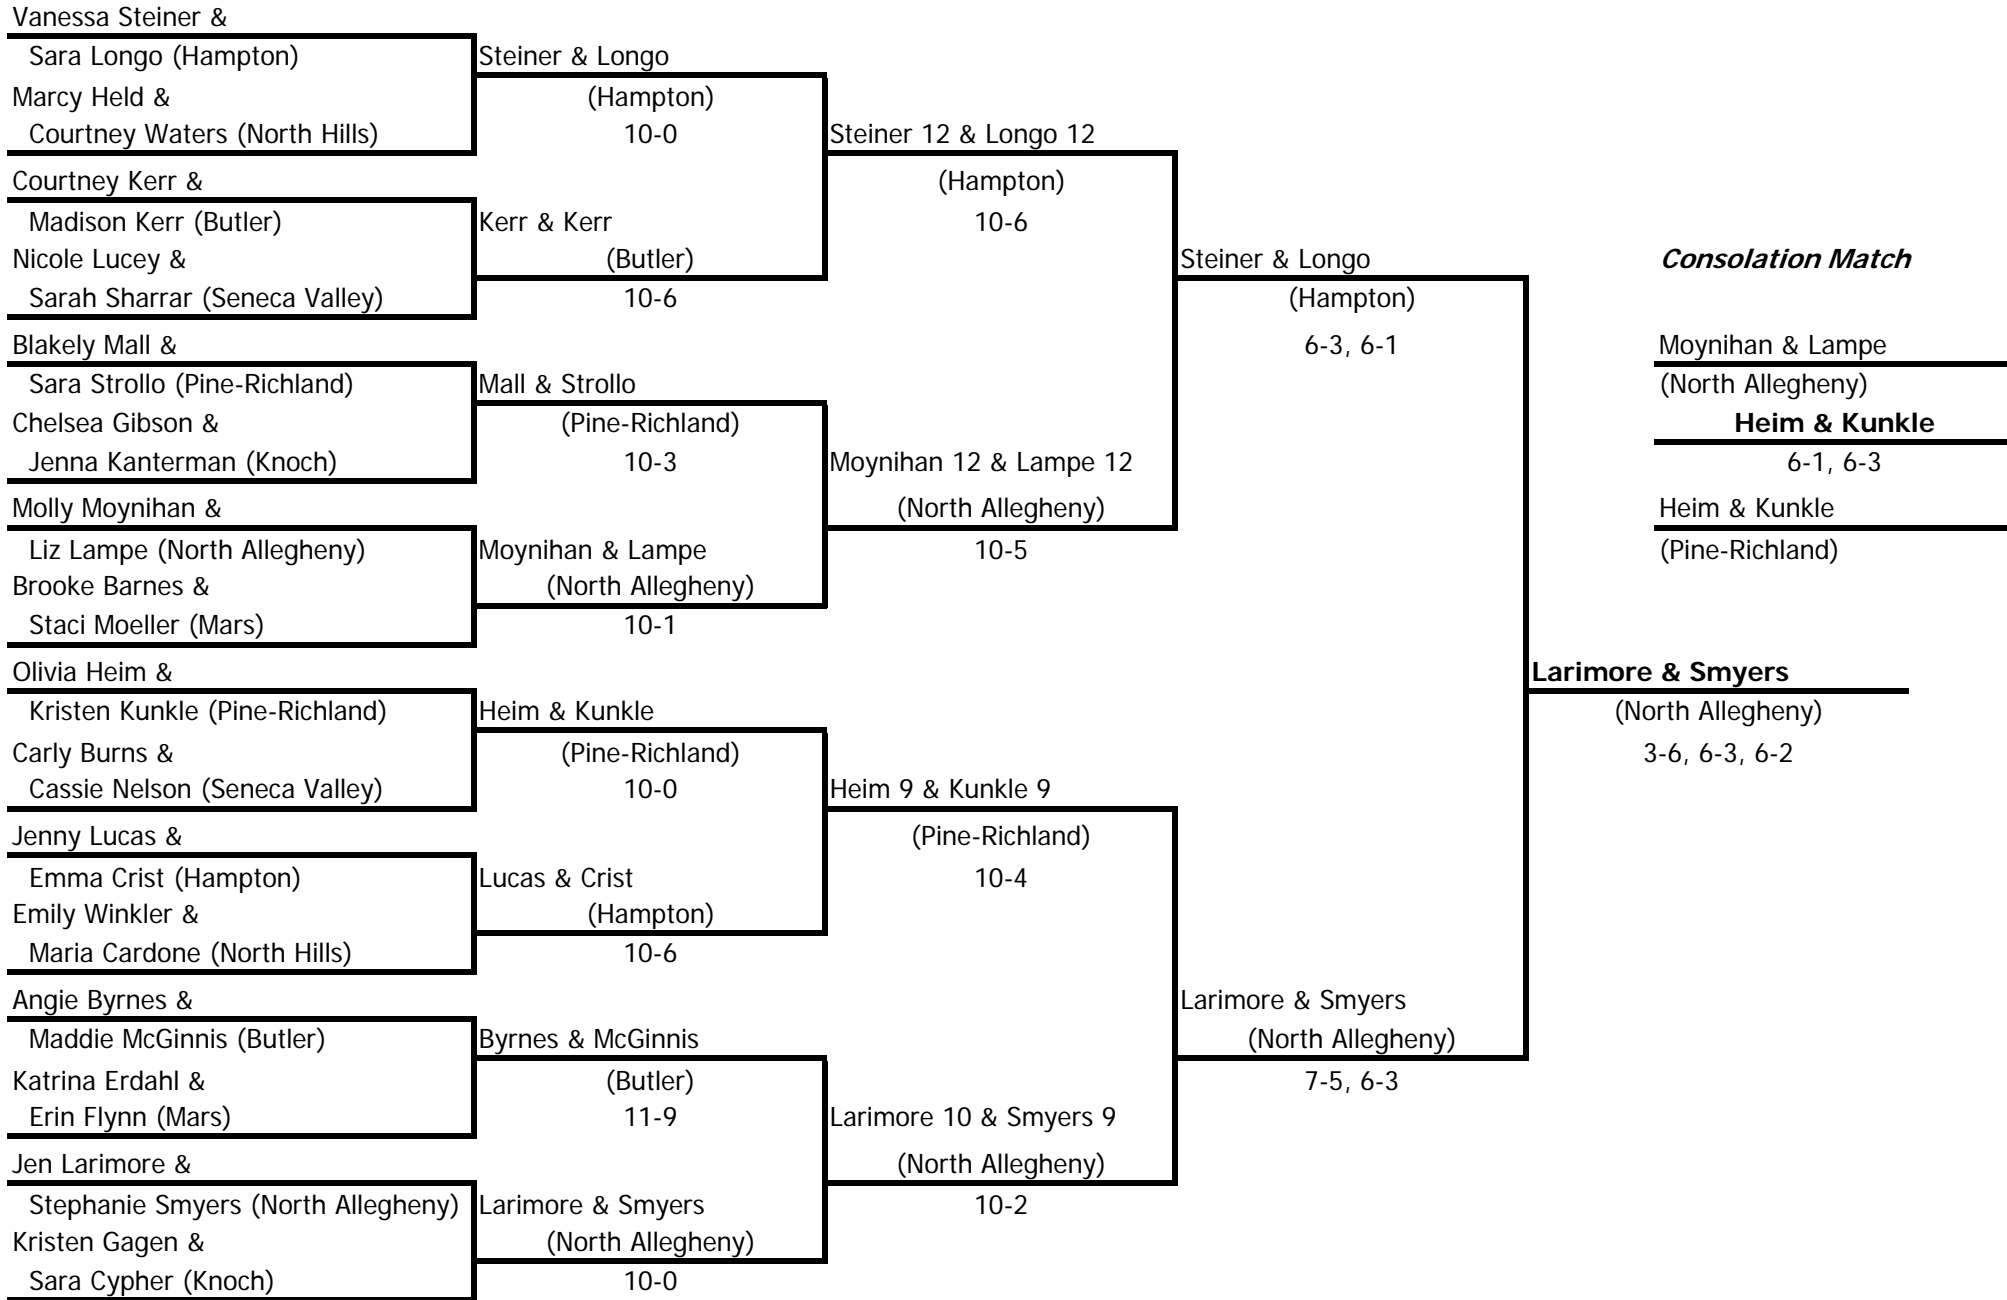 Vanessa Steiner &
Sara Longo (Hampton)
Marcy Held &
Courtney Waters (North Hills)
Courtney Kerr &
Madison Kerr (Butler)
Nicole Lucey &
Sarah Sharrar (Seneca Valley)
Blakely Mall &
Sara Strollo (Pine-Richland)
Chelsea Gibson &
Jenna Kanterman (Knoch)
Molly Moynihan &
Liz Lampe (North Allegheny)
Brooke Barnes &
Staci Moeller (Mars)
Olivia Heim &
Kristen Kunkle (Pine-Richland)
Carly Burns &
Cassie Nelson (Seneca Valley)
Jenny Lucas &
Emma Crist (Hampton)
Emily Winkler &
Maria Cardone (North Hills)
Angie Byrnes &
Maddie McGinnis (Butler)
Katrina Erdahl &
Erin Flynn (Mars)
Jen Larimore &
Stephanie Smyers (North Allegheny)
Kristen Gagen &
Sara Cypher (Knoch)
Steiner & Longo
(Hampton)
10-0
Kerr & Kerr
(Butler)
10-6
Mall & Strollo
(Pine-Richland)
10-3
Moynihan & Lampe
(North Allegheny)
10-1
Heim & Kunkle
(Pine-Richland)
10-0
Lucas & Crist
(Hampton)
10-6
Byrnes & McGinnis
(Butler)
11-9
Larimore & Smyers
(North Allegheny)
10-0
Steiner 12 & Longo 12
(Hampton)
10-6
Moynihan 12 & Lampe 12
(North Allegheny)
10-5
Heim 9 & Kunkle 9
(Pine-Richland)
10-4
Larimore 10 & Smyers 9
(North Allegheny)
10-2
Steiner & Longo
(Hampton)
6-3, 6-1
Larimore & Smyers
(North Allegheny)
7-5, 6-3
Larimore & Smyers
(North Allegheny)
3-6, 6-3, 6-2
Consolation Match
Moynihan & Lampe
(North Allegheny)
Heim & Kunkle
6-1, 6-3
Heim & Kunkle
(Pine-Richland)